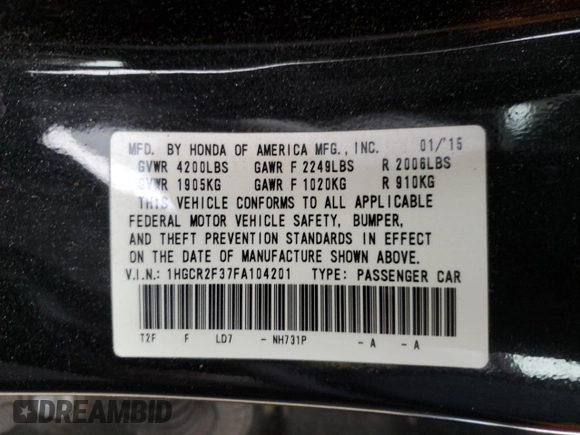 MFD. BY HONDA OF AMERICA MFG., INC. 01/'15
GVWR 4200LBS GAWR F 2249LBS R 2006LBS
GVWR 1905KG GAWR F 1020KG R 910KG
THIS VEHICLE CONFORMS TO ALL APPLICABLE
FEDERAL MOTOR VEHICLE SAFETY, BUMPER,
AND THEFT PREVENTION STANDARDS IN EFFECT
ON THE DATE OF MANUFACTURE SHOWN ABOVE.
V.I.N.: 1HGCR2F37FA104201 TYPE: PASSENGER CAR
T2F F LD7 - NH731P - A - A
DREAMBID